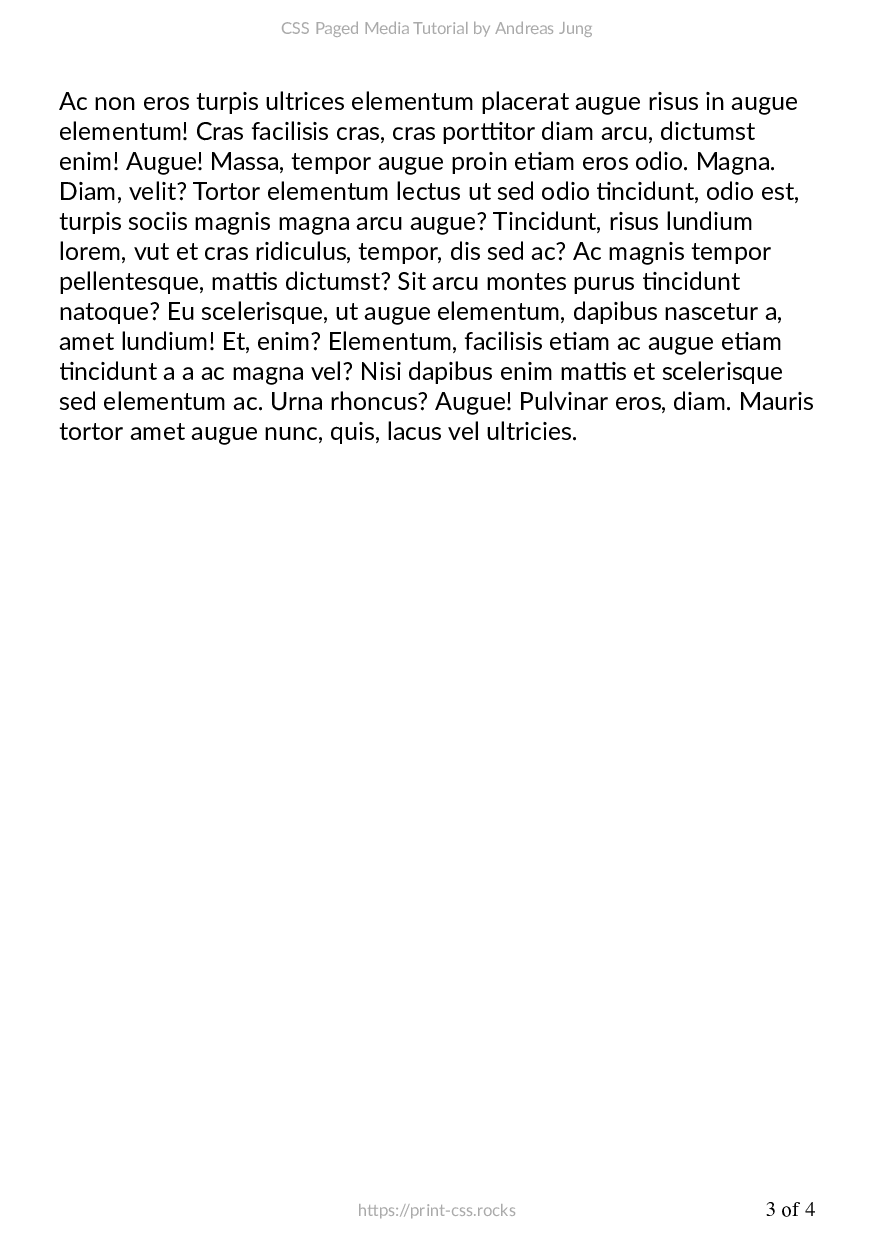 CSS Paged Media Tutorial by Andreas Jung
Ac non eros turpis ultrices elementum placerat augue risus in augue
elementum! Cras facilisis cras, cras porttitor diam arcu, dictumst
enim! Augue! Massa, tempor augue proin etiam eros odio. Magna.
Diam, velit? Tortor elementum lectus ut sed odio tincidunt, odio est,
turpis sociis magnis magna arcu augue? Tincidunt, risus lundium
lorem, vut et cras ridiculus, tempor, dis sed ac? Ac magnis tempor
pellentesque, mattis dictumst? Sit arcu montes purus tincidunt
natoque? Eu scelerisque, ut augue elementum, dapibus nascetur a,
amet lundium! Et, enim? Elementum, facilisis etiam ac augue etiam
tincidunt a a ac magna vel? Nisi dapibus enim mattis et scelerisque
sed elementum ac. Urna rhoncus? Augue! Pulvinar eros, diam. Mauris
tortor amet augue nunc, quis, lacus vel ultricies.
https://print-css.rocks
3 of 4